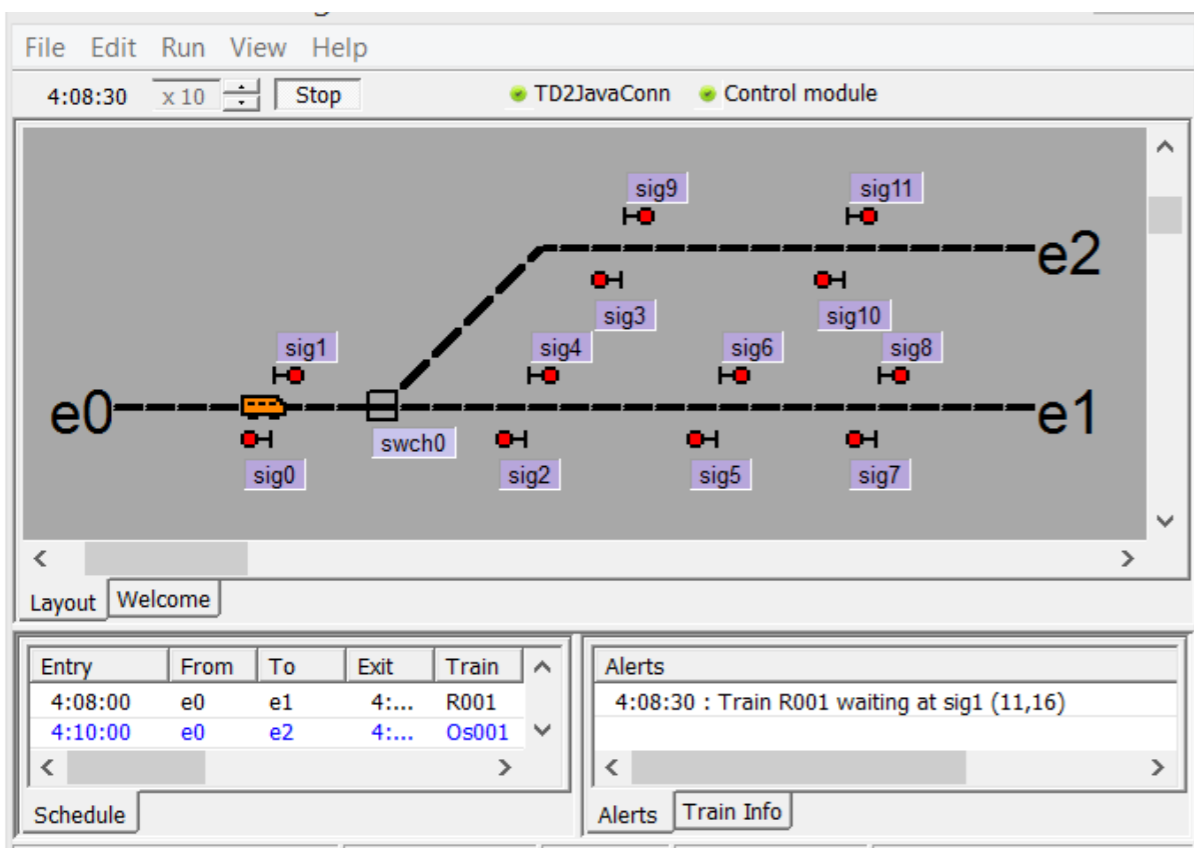 File Edit Run View Help
4:08:30 x 10 Stop TD2JavaConn Control module
sig9 sig11
e2
sig3 sig10
sig1 sig4 sig6 sig8
e0 e1
swch0
sig0 sig2 sig5 sig7
Layout Welcome
Entry From To Exit Train
4:08:00 e0 e1 4:... R001
4:10:00 e0 e2 4:... Os001
Schedule
Alerts
4:08:30 : Train R001 waiting at sig1 (11,16)
Alerts Train Info